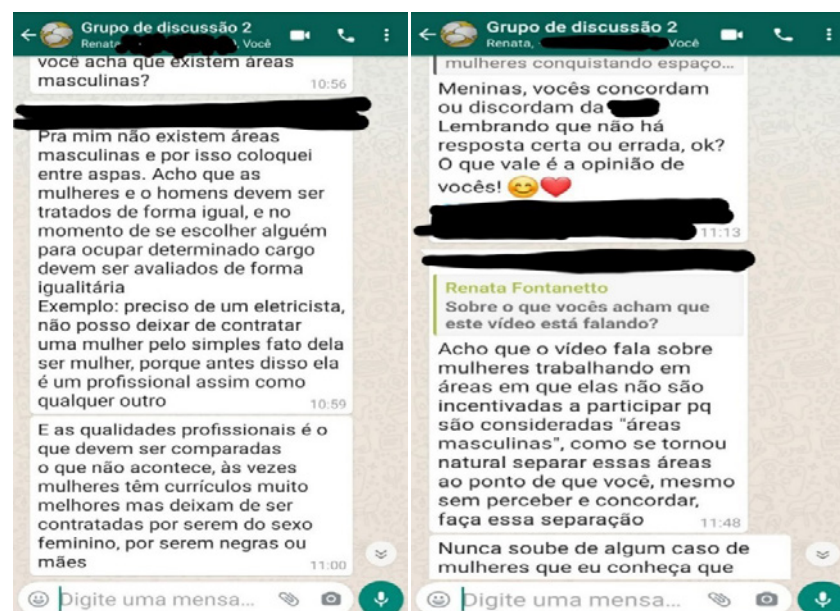 Grupo de discussão 2
Renata, Você
você acha que existem áreas
masculinas?
10:56
Pra mim não existem áreas
masculinas e por isso coloquei
entre aspas. Acho que as
mulheres e o homens devem ser
tratados de forma igual, e no
momento de se escolher alguém
para ocupar determinado cargo
devem ser avaliados de forma
igualitária
Exemplo: preciso de um eletricista,
não posso deixar de contratar
uma mulher pelo simples fato dela
ser mulher, porque antes disso ela
é um profissional assim como
qualquer outro
10:59
E as qualidades profissionais é o
que devem ser comparadas
o que não acontece, às vezes
mulheres têm currículos muito
melhores mas deixam de ser
contratadas por serem do sexo
feminino, por serem negras ou
mães
11:00
Digite uma mensa...
Grupo de discussão 2
Renata, Você
mulheres conquistando espaço...
Meninas, vocês concordam
ou discordam da
Lembrando que não há
resposta certa ou errada, ok?
O que vale é a opinião de
vocês! 😊❤️
11:13
Renata Fontanetto
Sobre o que vocês acham que
este vídeo está falando?
Acho que o vídeo fala sobre
mulheres trabalhando em
áreas em que elas não são
incentivadas a participar pq
são consideradas "áreas
masculinas", como se tornou
natural separar essas áreas
ao ponto de que você, mesmo
sem perceber e concordar,
faça essa separação
11:48
Nunca soube de algum caso de
mulheres que eu conheça que
Digite uma mensa...